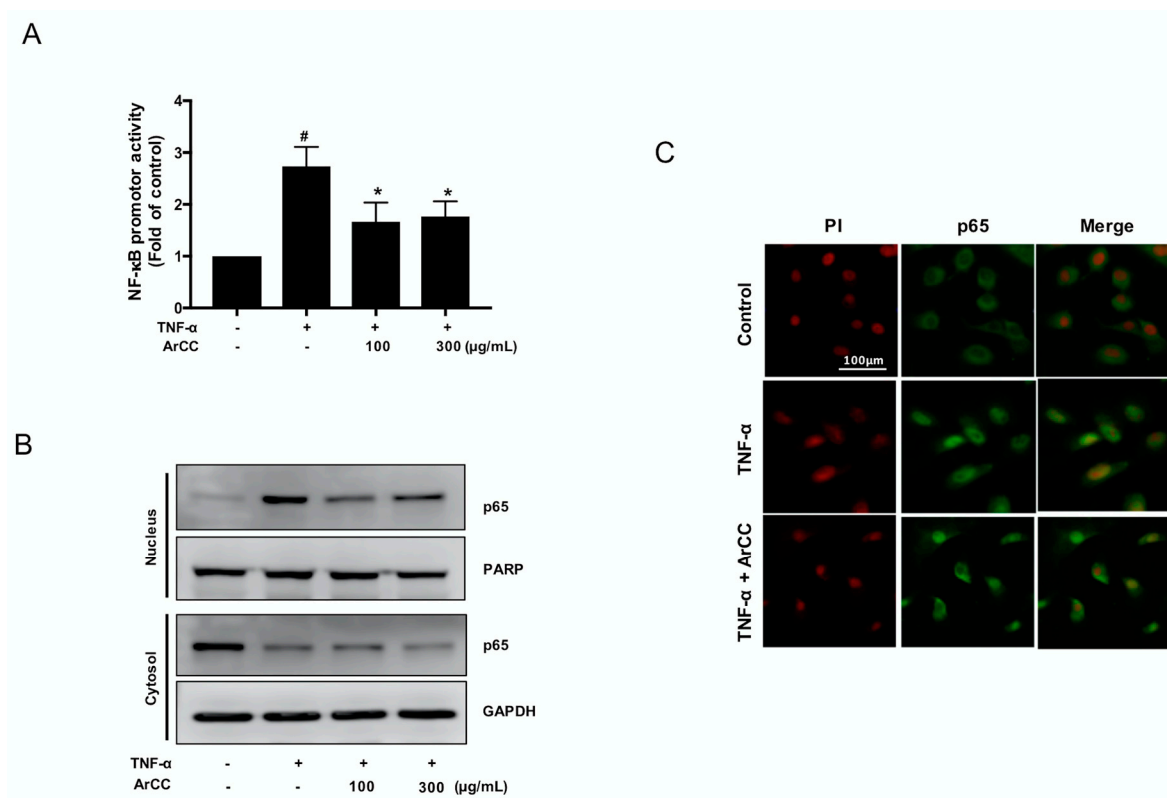 A
NF-κB promotor activity
(Fold of control)
4
3
2
1
0
#
*
*
TNF-α - + + +
ArCC - - 100 300 (μg/mL)
B
Nucleus
p65
PARP
Cytosol
p65
GAPDH
TNF-α - + + +
ArCC - - 100 300 (μg/mL)
C
PI p65 Merge
Control
100μm
TNF-α
TNF-α + ArCC